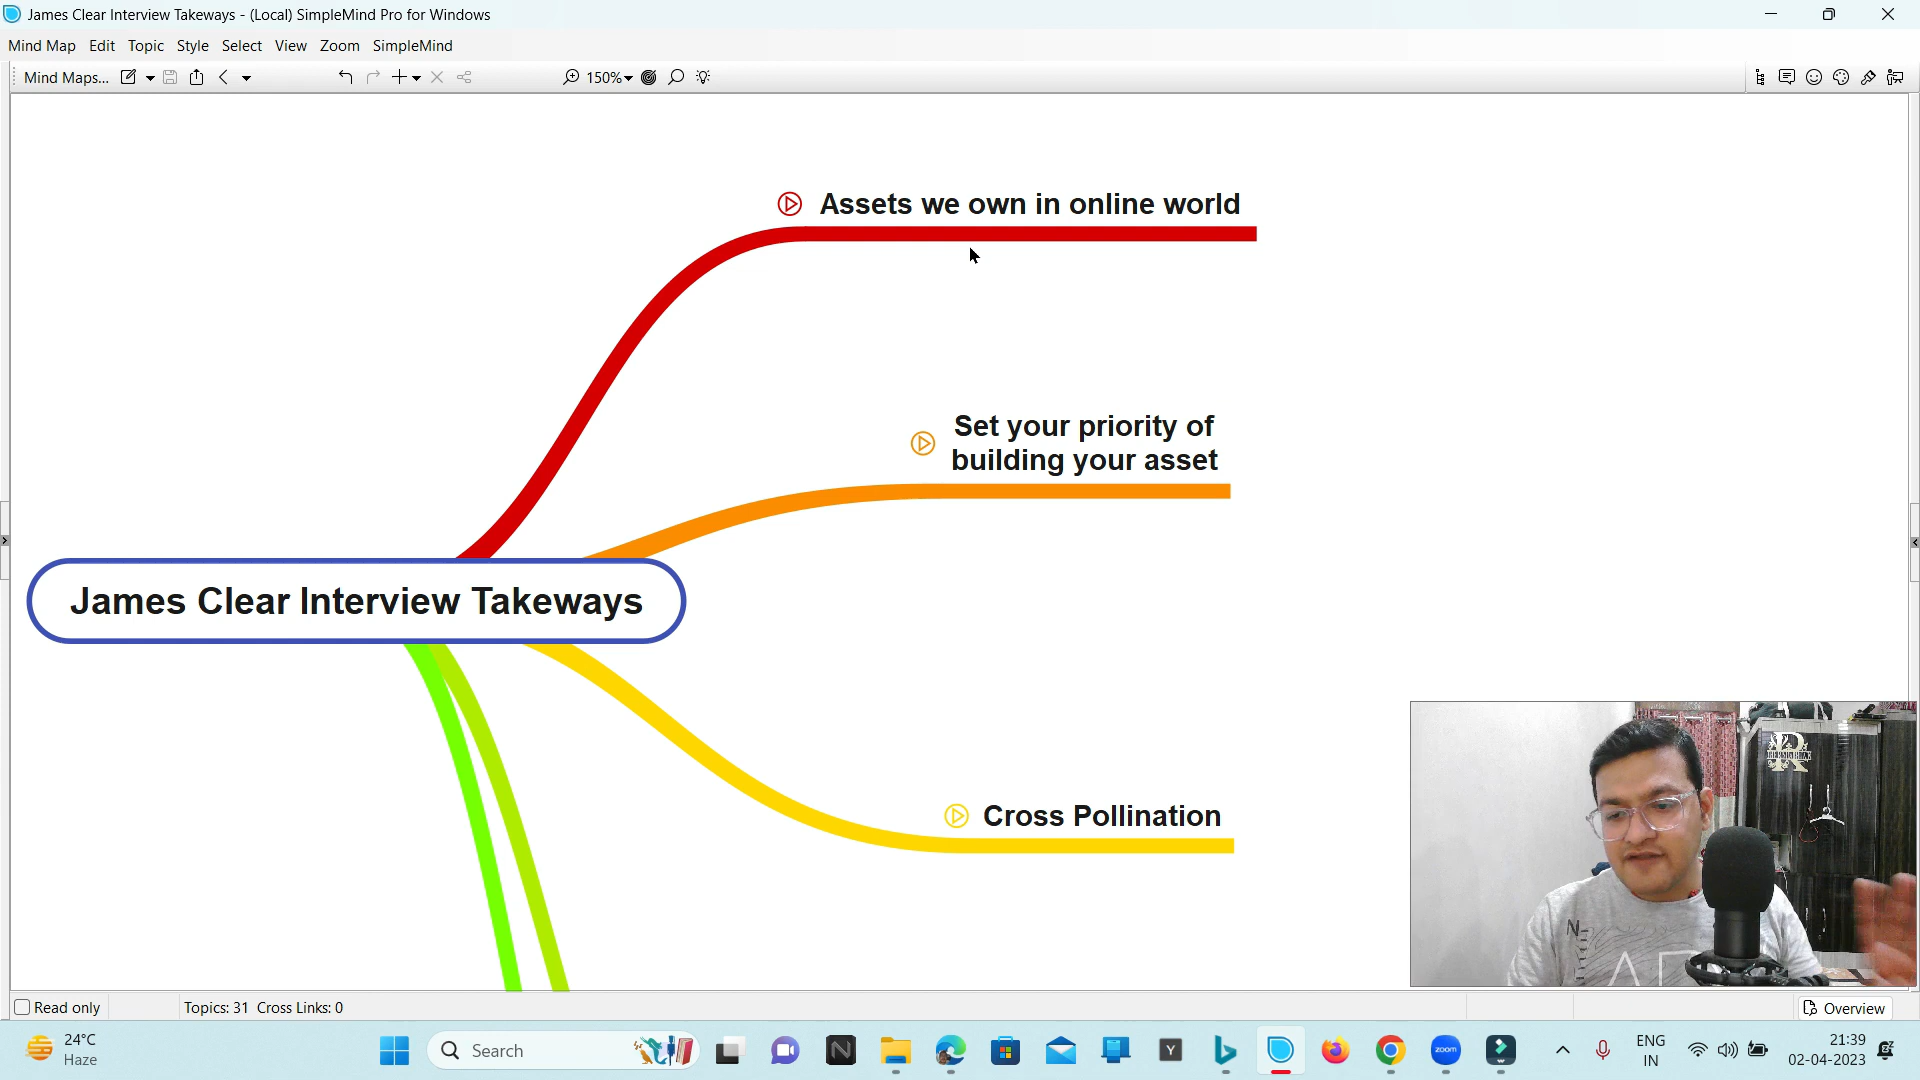 James Clear Interview Takeways - (Local) SimpleMind Pro for Windows
Mind Map Edit Topic Style Select View Zoom SimpleMind
Mind Maps... 150%
Assets we own in online world
Set your priority of
building your asset
James Clear Interview Takeways
Cross Pollination
R
N
Read only Topics: 31 Cross Links: 0 Overview
24°C
Haze
Search
N
Y
zoom
ENG
IN
21:39
02-04-2023